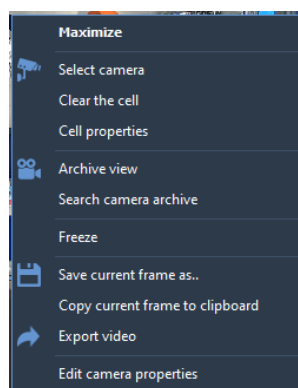 Maximize
Select camera
Clear the cell
Cell properties
Archive view
Search camera archive
Freeze
Save current frame as..
Copy current frame to clipboard
Export video
Edit camera properties